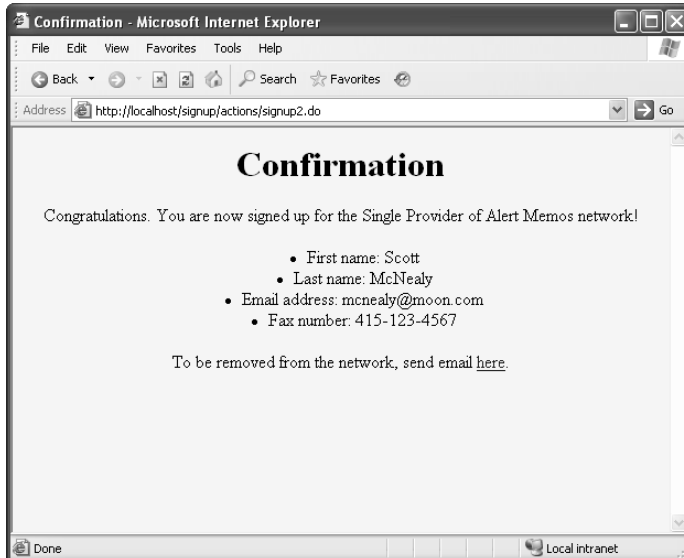 Confirmation - Microsoft Internet Explorer
File Edit View Favorites Tools Help
Back Search Favorites
Address http://localhost/signup/actions/signup2.do Go
Confirmation
Congratulations. You are now signed up for the Single Provider of Alert Memos network!
• First name: Scott
• Last name: McNealy
• Email address: mcnealy@moon.com
• Fax number: 415-123-4567
To be removed from the network, send email here.
Done Local intranet